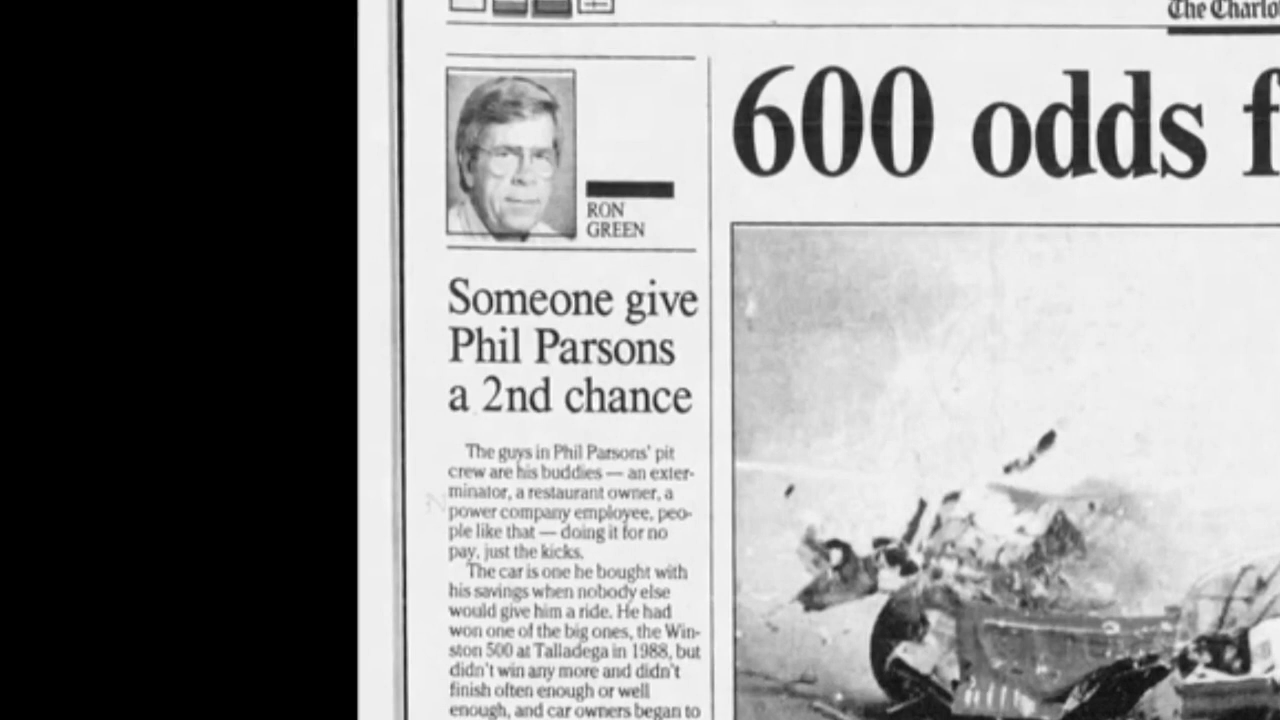 The Charlo
600 odds f
RON
GREEN
Someone give
Phil Parsons
a 2nd chance
The guys in Phil Parsons' pit
crew are his buddies — an exter-
minator, a restaurant owner, a
power company employee, peo-
ple like that — doing it for no
pay, just the kicks.
The car is one he bought with
his savings when nobody else
would give him a ride. He had
won one of the big ones, the Win-
ston 500 at Talladega in 1988, but
didn't win any more and didn't
finish often enough or well
enough, and car owners began to